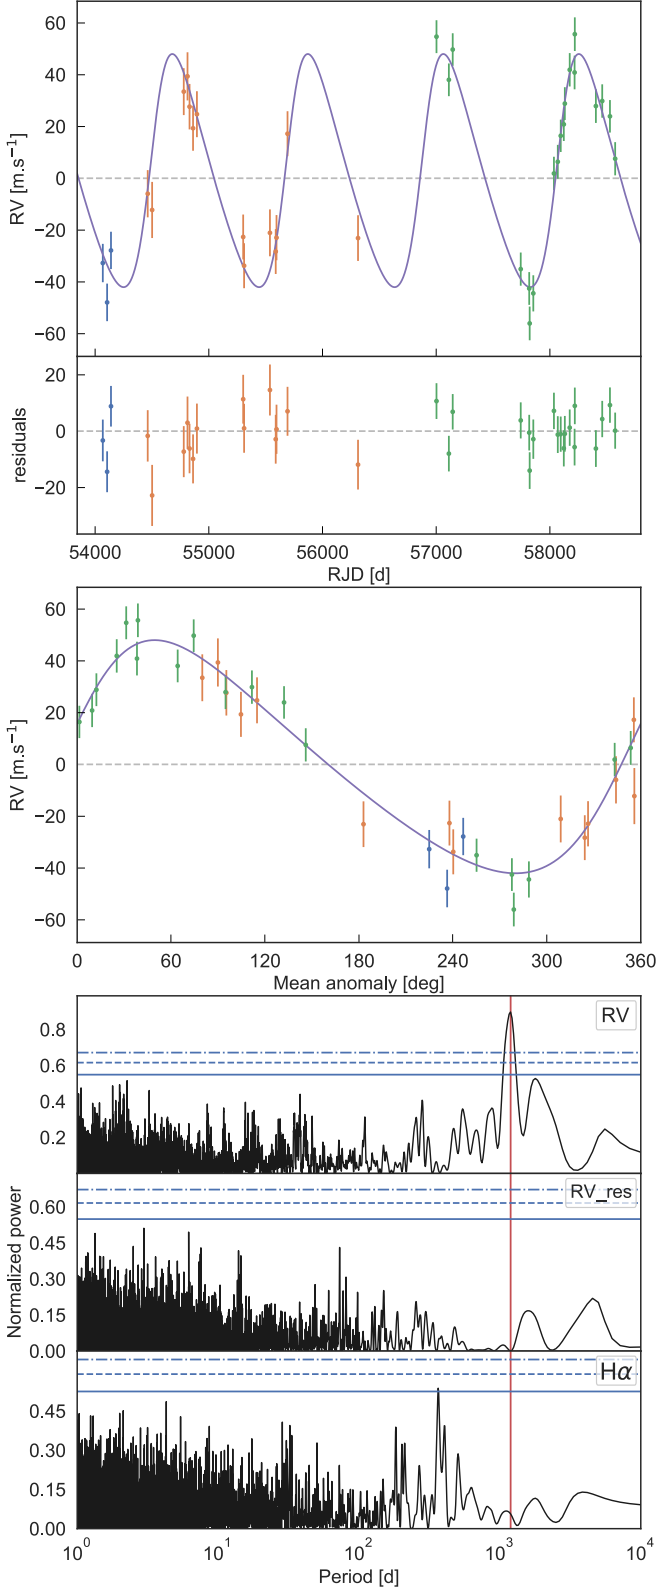 60
40
20
0
−20
−40
−60
RV [m.s⁻¹]
20
0
−20
residuals
54000 55000 56000 57000 58000
RJD [d]
60
40
20
0
−20
−40
−60
RV [m.s⁻¹]
0 60 120 180 240 300 360
Mean anomaly [deg]
RV
0.8
0.6
0.4
0.2
RV_res
0.60
0.45
0.30
0.15
0.00
Normalized power
Hα
0.45
0.30
0.15
0.00
10⁰ 10¹ 10² 10³ 10⁴
Period [d]